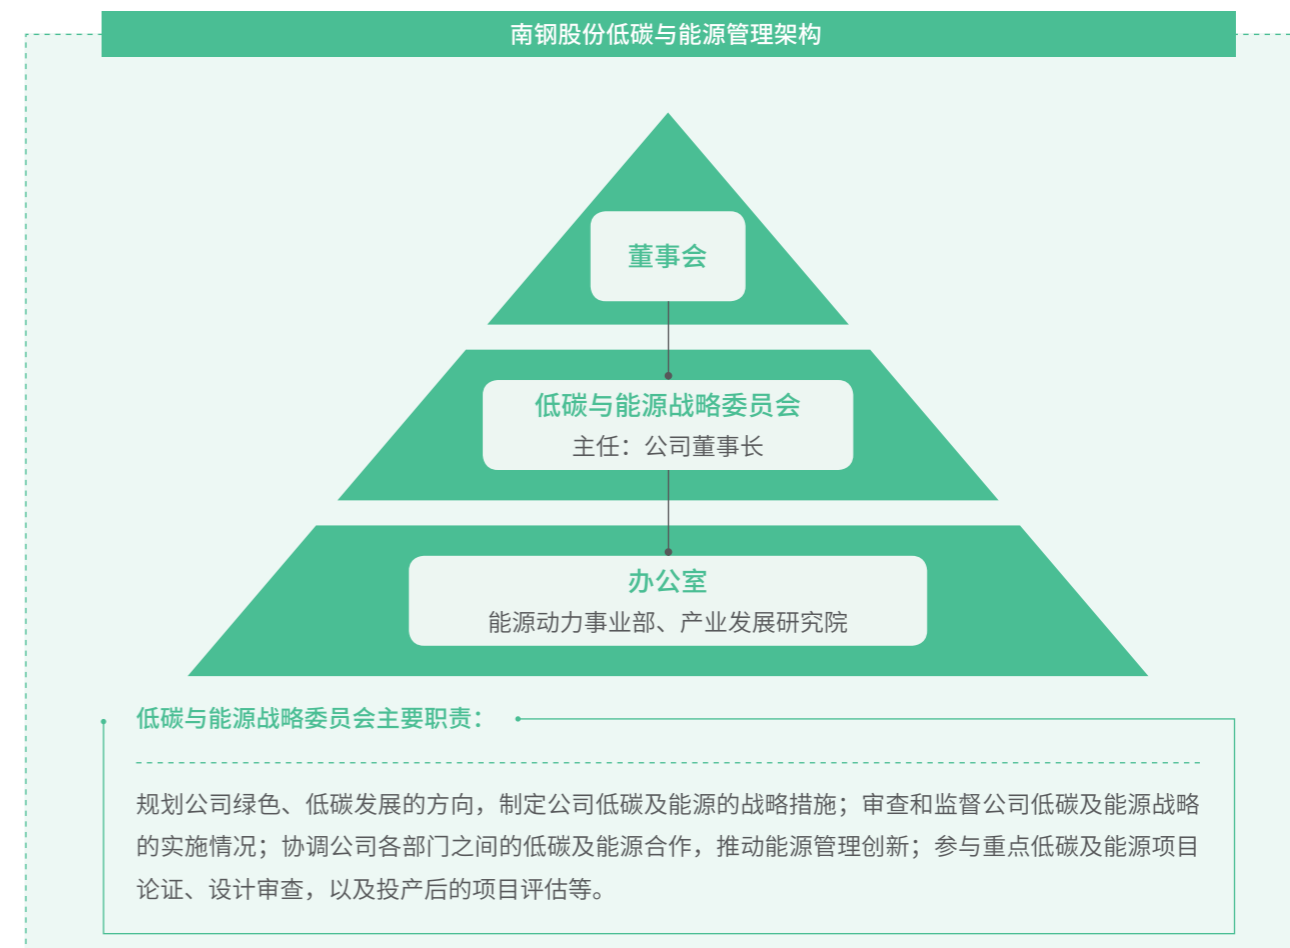 南钢股份低碳与能源管理架构
董事会
低碳与能源战略委员会
主任：公司董事长
办公室
能源动力事业部、产业发展研究院
低碳与能源战略委员会主要职责：
规划公司绿色、低碳发展的方向，制定公司低碳及能源的战略措施；审查和监督公司低碳及能源战略
的实施情况；协调公司各部门之间的低碳及能源合作，推动能源管理创新；参与重点低碳及能源项目
论证、设计审查，以及投产后的项目评估等。